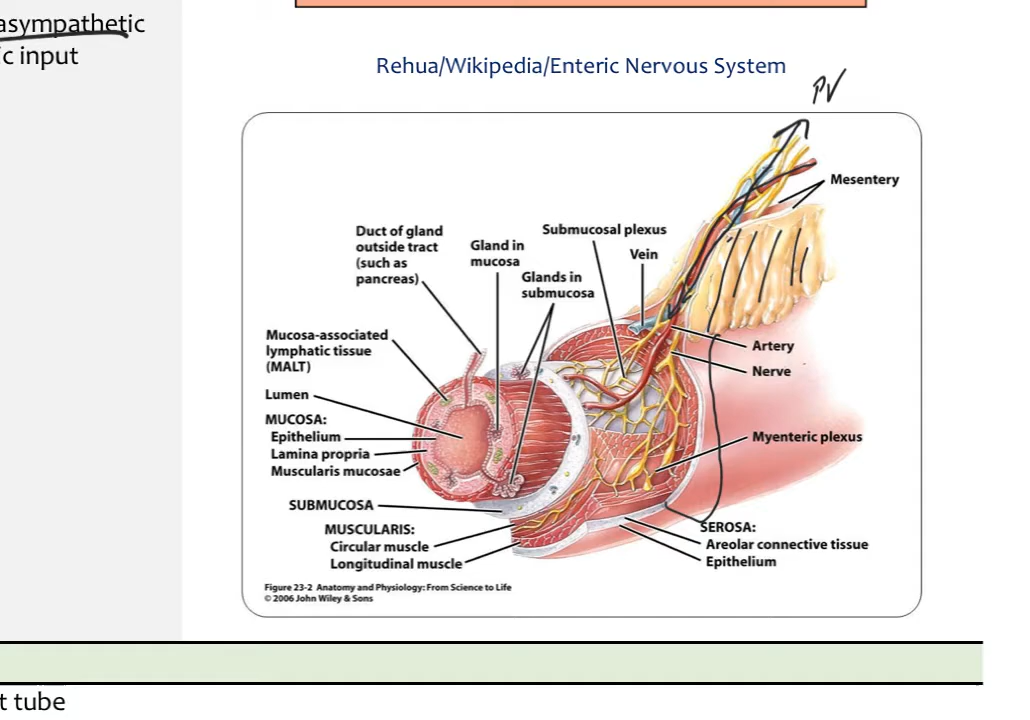 asympathetic
c input
Rehua/Wikipedia/Enteric Nervous System
PV
Mesentery
Duct of gland
outside tract
(such as
pancreas)
Gland in
mucosa
Submucosal plexus
Vein
Glands in
submucosa
Mucosa-associated
lymphatic tissue
(MALT)
Lumen
MUCOSA:
Epithelium
Lamina propria
Muscularis mucosae
SUBMUCOSA
MUSCULARIS:
Circular muscle
Longitudinal muscle
Artery
Nerve
Myenteric plexus
SEROSA:
Areolar connective tissue
Epithelium
Figure 23-2 Anatomy and Physiology: From Science to Life
© 2006 John Wiley & Sons
t tube